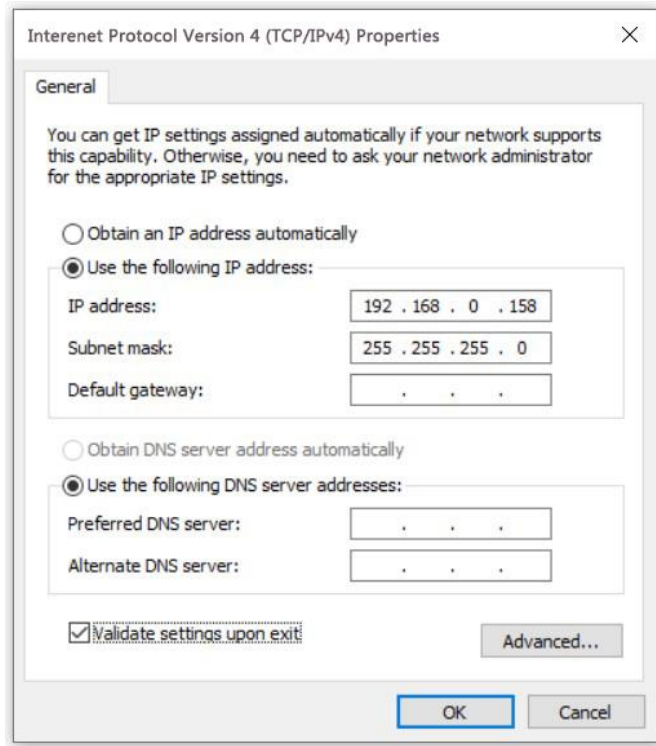 Interenet Protocol Version 4 (TCP/IPv4) Properties
General
You can get IP settings assigned automatically if your network supports
this capability. Otherwise, you need to ask your network administrator
for the appropriate IP settings.
Obtain an IP address automatically
Use the following IP address:
IP address: 192 . 168 . 0 . 158
Subnet mask: 255 . 255 . 255 . 0
Default gateway: . . .
Obtain DNS server address automatically
Use the following DNS server addresses:
Preferred DNS server: . . .
Alternate DNS server: . . .
Validate settings upon exit
Advanced...
OK Cancel